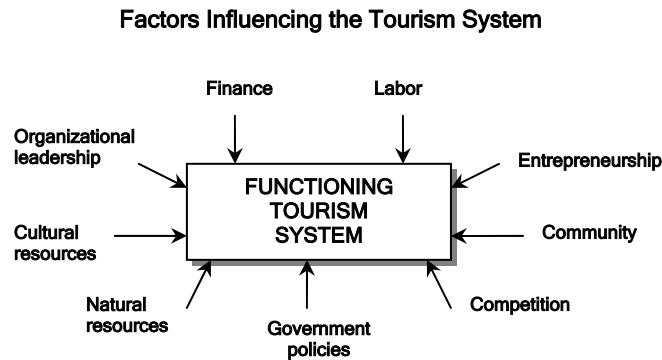 Factors Influencing the Tourism System
Finance
Labor
Organizational
leadership
Entrepreneurship
FUNCTIONING
TOURISM
SYSTEM
Cultural
resources
Community
Natural
resources
Government
policies
Competition